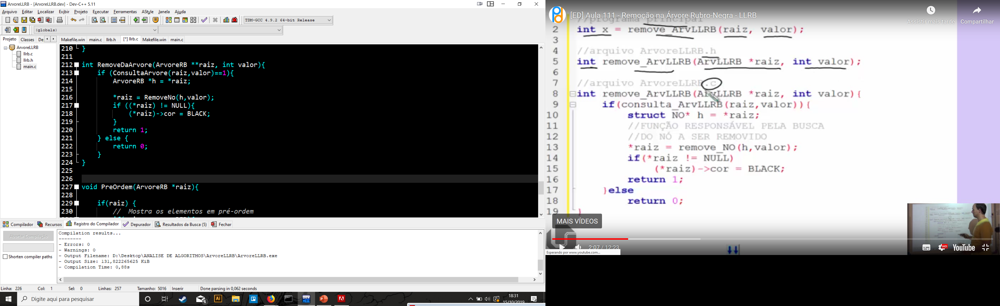 ArvoreLLRB - [ArvoreLLRB.dev] - Dev-C++ 5.11
Arquivo Editar Localizar Exibir Projeto Executar Ferramentas AStyle Janela Ajuda
TDM-GCC 4.9.2 64-bit Release
(globals)
Projeto Classes De
Makefile.win main.c llrb.h [*] llrb.c Makefile.win main.c
ArvoreLLRB
llrb.c
llrb.h
main.c
210 }
211
212 int RemoveDaArvore(ArvoreRB **raiz, int valor){
213 if (ConsultaArvore(raiz,valor)==1){
214 ArvoreRB *h = *raiz;
215
216 *raiz = RemoveNo(h,valor);
217 if ((*raiz) != NULL){
218 (*raiz)->cor = BLACK;
219 }
220 return 1;
221 } else {
222 return 0;
223 }
224 }
225
226
227 void PreOrdem(ArvoreRB *raiz){
228
229 if(raiz) {
230 // Mostra os elementos em pré-ordem
Compilador Recursos Registro do Compilador Depurador Resultados da Busca (5) Fechar
Abortar Compilação
Shorten compiler paths
Compilation results...
--------
- Errors: 0
- Warnings: 0
- Output Filename: D:\Desktop\ANALISE DE ALGORITMOS\ArvoreLLRB\ArvoreLLRB.exe
- Output Size: 131,822265625 KiB
- Compilation Time: 0,88s
Linha: 226 Col: 1 Sel: 0 Linhas: 257 Tamanho: 5016 Inserir Done parsing in 0,062 seconds
Digite aqui para pesquisar
6
Ai
DEV
18:31
15/10/2019
[ED] Aula 111 - Remoção na Árvore Rubro-Negra - LLRB
Assistir mais tarde
Compartilhar
//programa principal
2 int x = remove_ArvLLRB(raiz, valor);
3
4 //arquivo ArvoreLLRB.h
5 int remove_ArvLLRB(ArvLLRB *raiz, int valor);
6
7 //arquivo ArvoreLLRB.c
8 int remove_ArvLLRB(ArvLLRB *raiz, int valor){
9 if(consulta_ArvLLRB(raiz,valor)){
10 struct NO* h = *raiz;
11 //FUNÇÃO RESPONSÁVEL PELA BUSCA
12 //DO NÓ A SER REMOVIDO
13 *raiz = remove_NO(h,valor);
14 if(*raiz != NULL)
15 (*raiz)->cor = BLACK;
16 return 1;
17 }else
18 return 0;
19 }
MAIS VÍDEOS
2:07 / 12:23
Esperando por www.youtube.com...
HD
YouTube